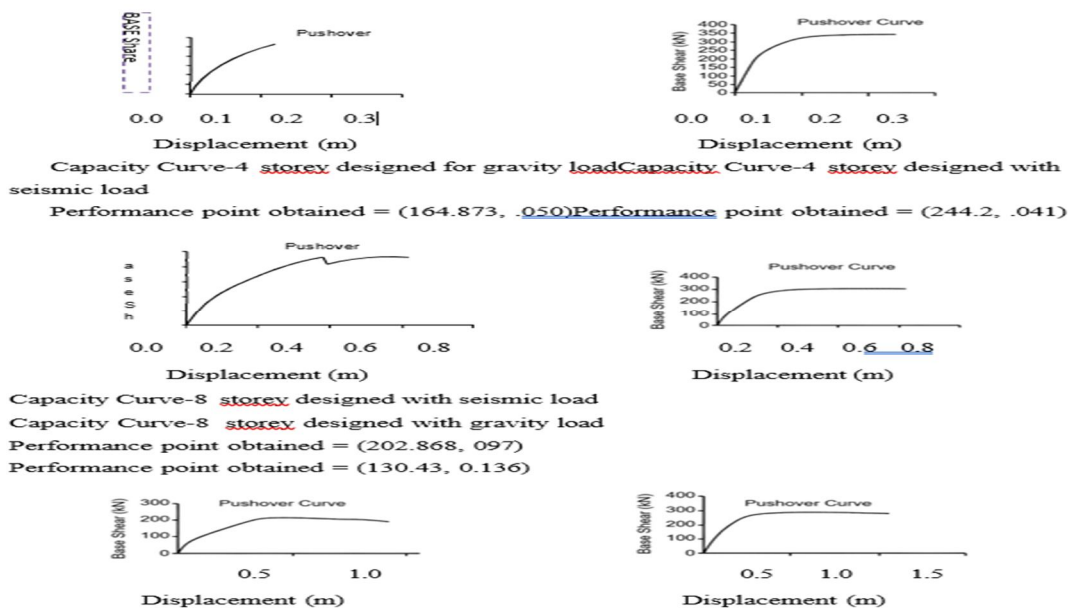 BASE Share
Pushover
0.0 0.1 0.2 0.3
Displacement (m)
Pushover Curve
Base Shear (kN)
400
350
300
250
200
150
100
50
0
0.0 0.1 0.2 0.3
Displacement (m)
Capacity Curve-4 storey designed for gravity loadCapacity Curve-4 storey designed with
seismic load
Performance point obtained = (164.873, .050)Performance point obtained = (244.2, .041)
Pushover
a
s
e
S
h
0.0 0.2 0.4 0.6 0.8
Displacement (m)
Pushover Curve
Base Shear (kN)
400
300
200
100
0
0.2 0.4 0.6 0.8
Displacement (m)
Capacity Curve-8 storey designed with seismic load
Capacity Curve-8 storey designed with gravity load
Performance point obtained = (202.868, 097)
Performance point obtained = (130.43, 0.136)
Pushover Curve
Base Shear (kN)
300
200
100
0
0.5 1.0
Displacement (m)
Pushover Curve
Base Shear (kN)
400
300
200
100
0
0.5 1.0 1.5
Displacement (m)